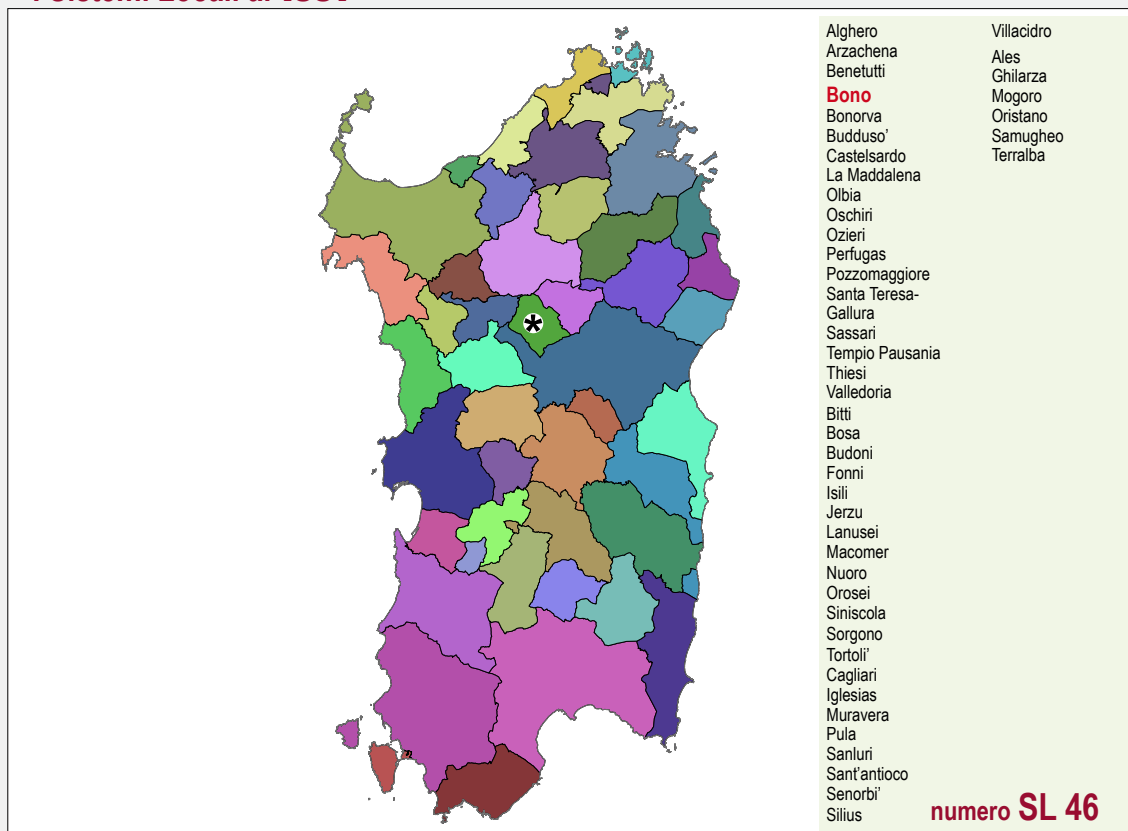 Alghero
Arzachena
Benetutti
Bono
Bonorva
Budduso'
Castelsardo
La Maddalena
Olbia
Oschiri
Ozieri
Perfugas
Pozzomaggiore
Santa Teresa-
Gallura
Sassari
Tempio Pausania
Thiesi
Valledoria
Bitti
Bosa
Budoni
Fonni
Isili
Jerzu
Lanusei
Macomer
Nuoro
Orosei
Siniscola
Sorgono
Tortoli'
Cagliari
Iglesias
Muravera
Pula
Sanluri
Sant'antioco
Senorbi'
Silius
Villacidro
Ales
Ghilarza
Mogoro
Oristano
Samugheo
Terralba
*
numero SL 46